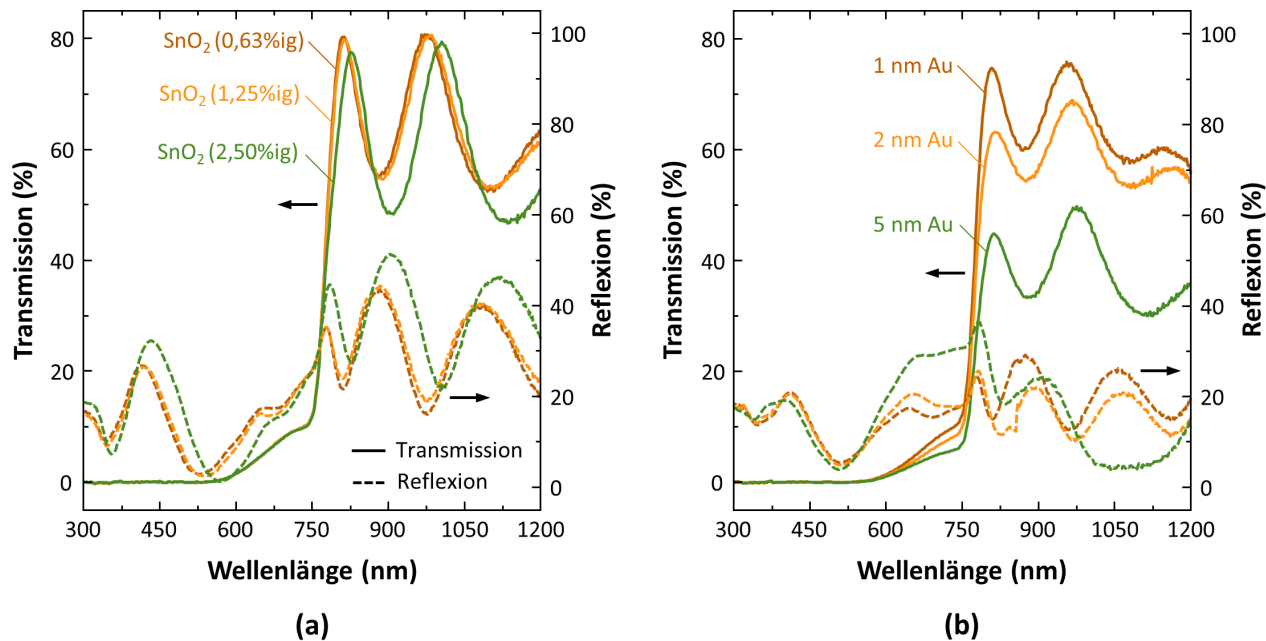 SnO₂ (0,63%ig)
SnO₂ (1,25%ig)
SnO₂ (2,50%ig)
Transmission (%)
80
60
40
20
0
Reflexion (%)
100
80
60
40
20
0
Transmission
Reflexion
300 450 600 750 900 1050 1200
Wellenlänge (nm)
(a)
1 nm Au
2 nm Au
5 nm Au
Transmission (%)
80
60
40
20
0
Reflexion (%)
100
80
60
40
20
0
300 450 600 750 900 1050 1200
Wellenlänge (nm)
(b)